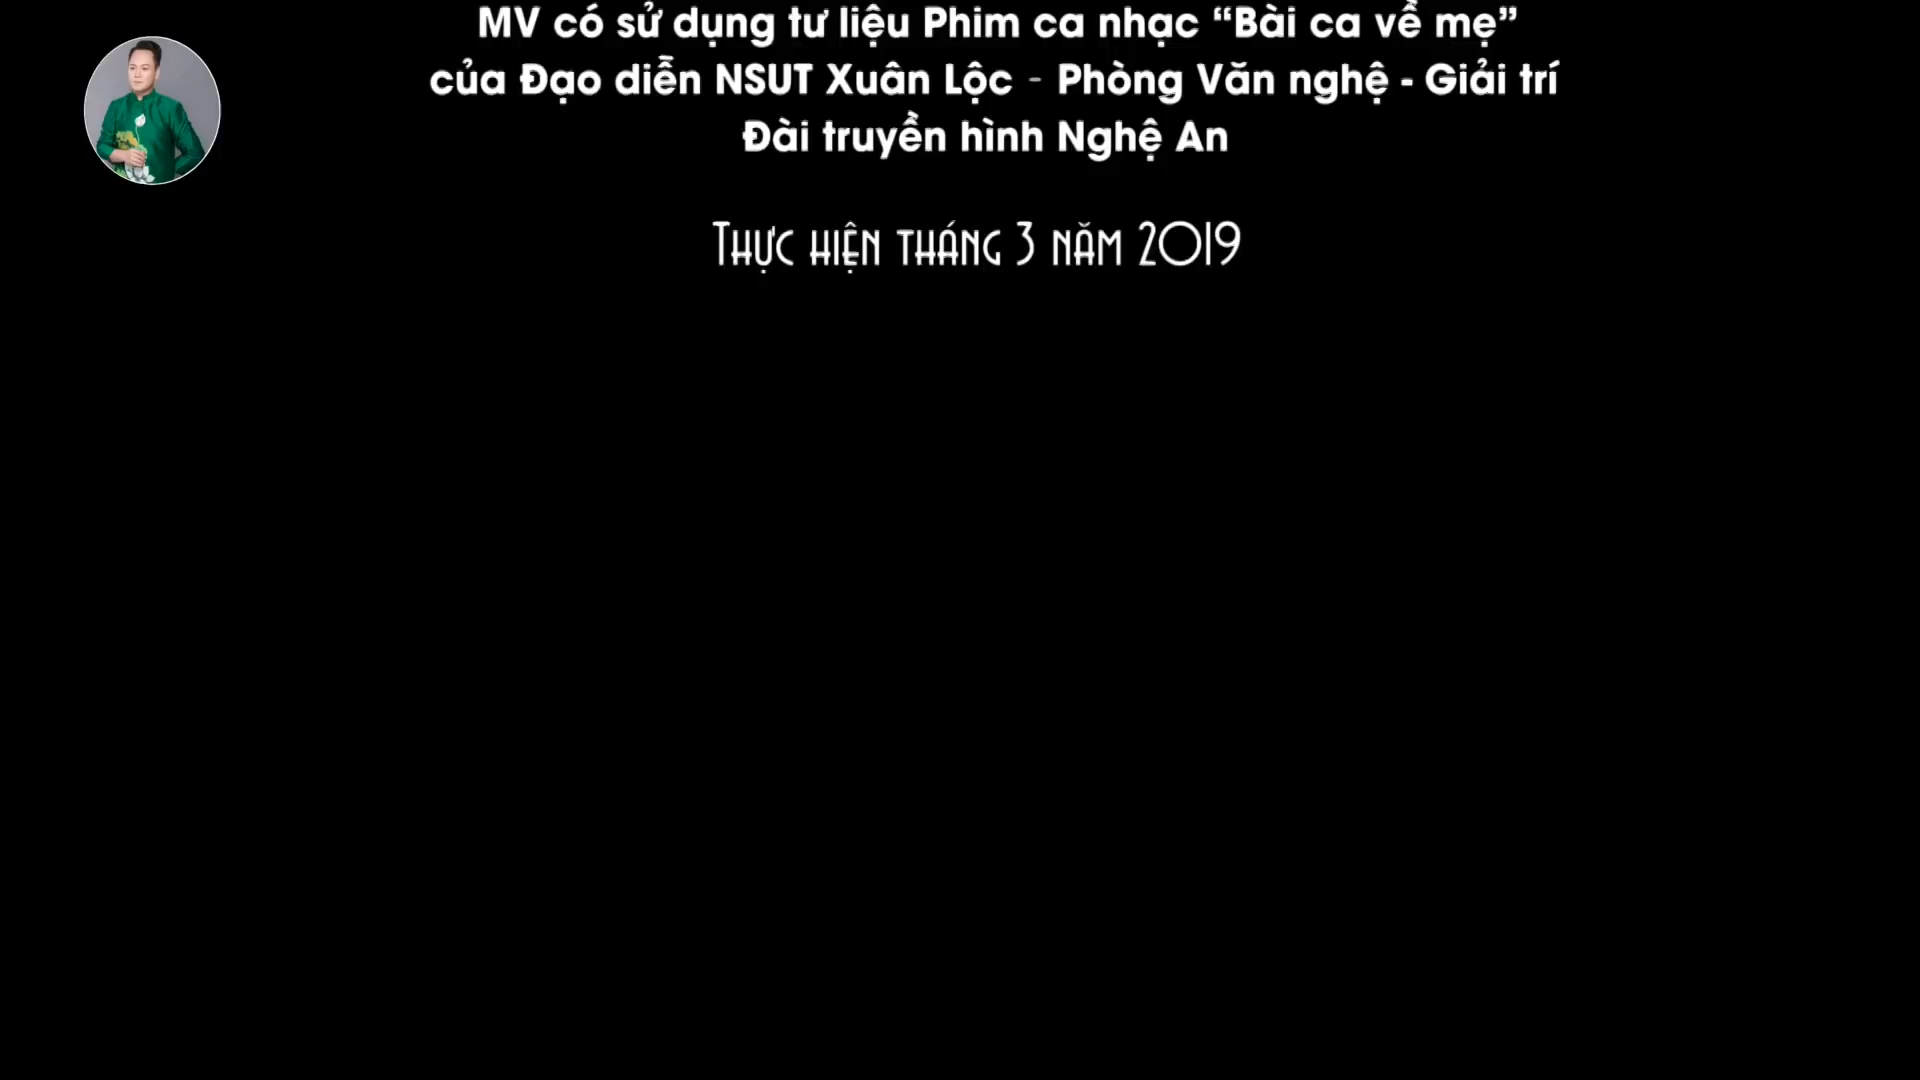 MV có sử dụng tư liệu Phim ca nhạc “Bài ca về mẹ”
của Đạo diễn NSUT Xuân Lộc - Phòng Văn nghệ - Giải trí
Đài truyền hình Nghệ An
Thực hiện tháng 3 năm 2019